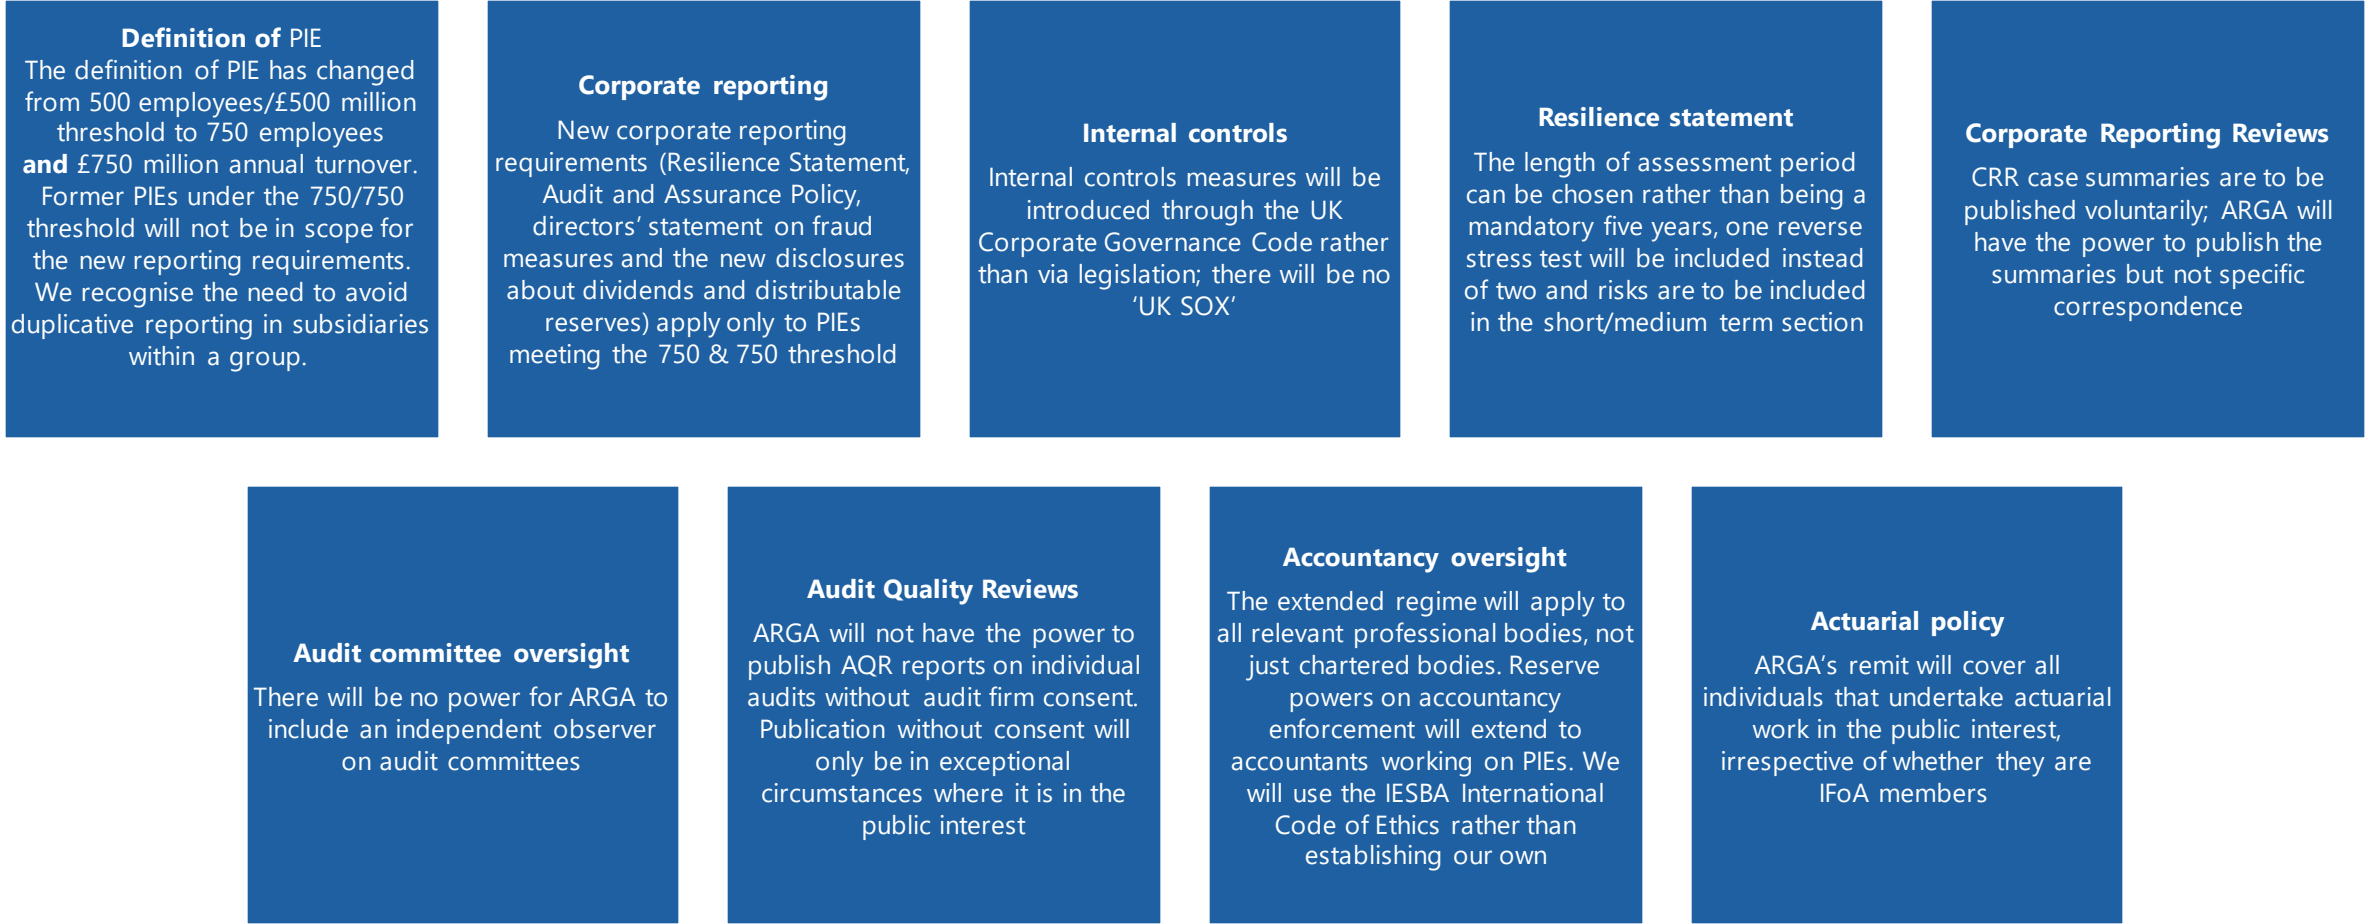 Definition of PIE
The definition of PIE has changed
from 500 employees/£500 million
threshold to 750 employees
and £750 million annual turnover.
Former PIEs under the 750/750
threshold will not be in scope for
the new reporting requirements.
We recognise the need to avoid
duplicative reporting in subsidiaries
within a group.
Corporate reporting
New corporate reporting
requirements (Resilience Statement,
Audit and Assurance Policy,
directors’ statement on fraud
measures and the new disclosures
about dividends and distributable
reserves) apply only to PIEs
meeting the 750 & 750 threshold
Internal controls
Internal controls measures will be
introduced through the UK
Corporate Governance Code rather
than via legislation; there will be no
‘UK SOX’
Resilience statement
The length of assessment period
can be chosen rather than being a
mandatory five years, one reverse
stress test will be included instead
of two and risks are to be included
in the short/medium term section
Corporate Reporting Reviews
CRR case summaries are to be
published voluntarily; ARGA will
have the power to publish the
summaries but not specific
correspondence
Audit committee oversight
There will be no power for ARGA to
include an independent observer
on audit committees
Audit Quality Reviews
ARGA will not have the power to
publish AQR reports on individual
audits without audit firm consent.
Publication without consent will
only be in exceptional
circumstances where it is in the
public interest
Accountancy oversight
The extended regime will apply to
all relevant professional bodies, not
just chartered bodies. Reserve
powers on accountancy
enforcement will extend to
accountants working on PIEs. We
will use the IESBA International
Code of Ethics rather than
establishing our own
Actuarial policy
ARGA’s remit will cover all
individuals that undertake actuarial
work in the public interest,
irrespective of whether they are
IFoA members